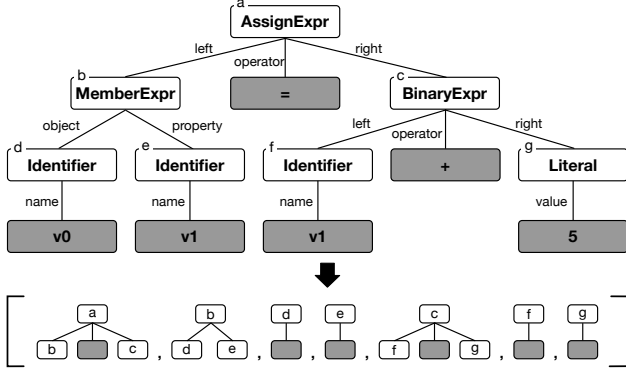 a
AssignExpr
left operator right
b c
MemberExpr = BinaryExpr
object property left operator right
d e f g
Identifier Identifier Identifier + Literal
name name name value
v0 v1 v1 5
[ a b d e c f g ]
b c , d e , , , f g , ,